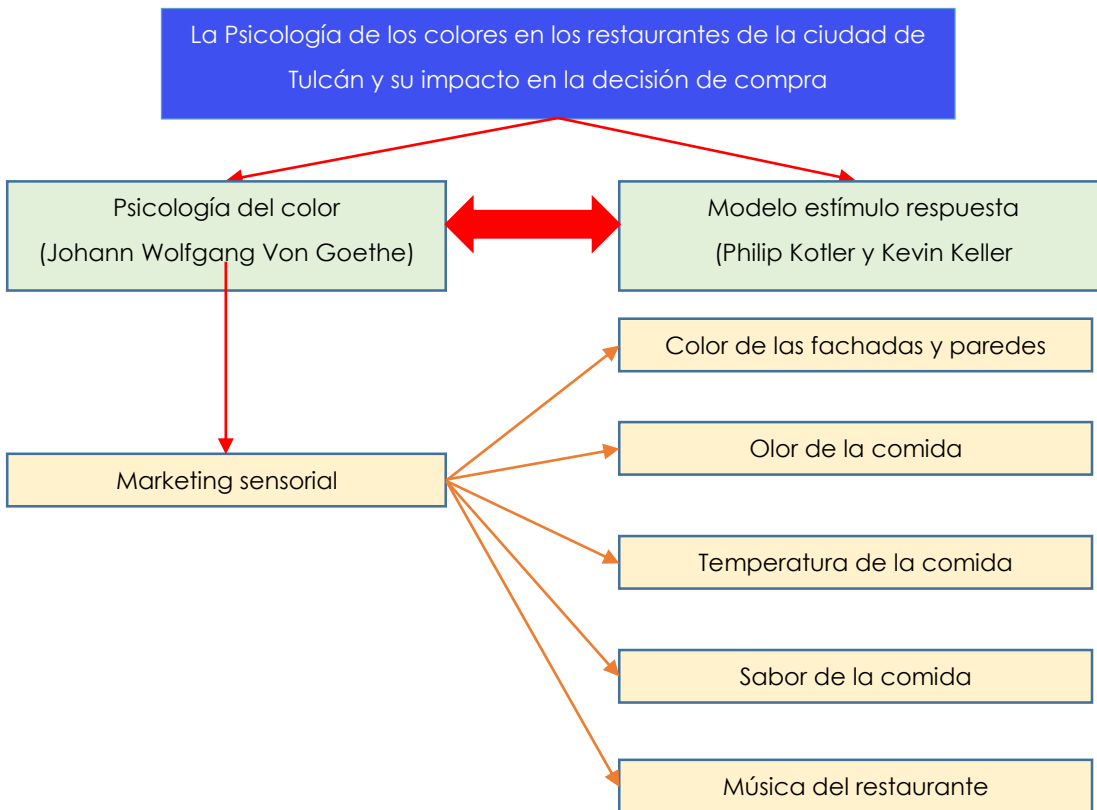 La Psicología de los colores en los restaurantes de la ciudad de
Tulcán y su impacto en la decisión de compra
Psicología del color
(Johann Wolfgang Von Goethe)
Modelo estímulo respuesta
(Philip Kotler y Kevin Keller
Color de las fachadas y paredes
Olor de la comida
Marketing sensorial
Temperatura de la comida
Sabor de la comida
Música del restaurante